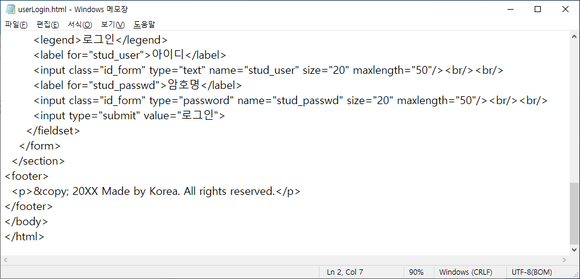 userLogin.html - Windows 메모장
파일(F) 편집(E) 서식(O) 보기(V) 도움말
<legend>로그인</legend>
<label for="stud_user">아이디</label>
<input class="id_form" type="text" name="stud_user" size="20" maxlength="50"/><br/><br/>
<label for="stud_passwd">암호명</label>
<input class="id_form" type="password" name="stud_passwd" size="20" maxlength="50"/><br/><br/>
<input type="submit" value="로그인">
</fieldset>
</form>
</section>
<footer>
<p>&copy; 20XX Made by Korea. All rights reserved.</p>
</footer>
</body>
</html>
Ln 2, Col 7 90% Windows (CRLF) UTF-8(BOM)